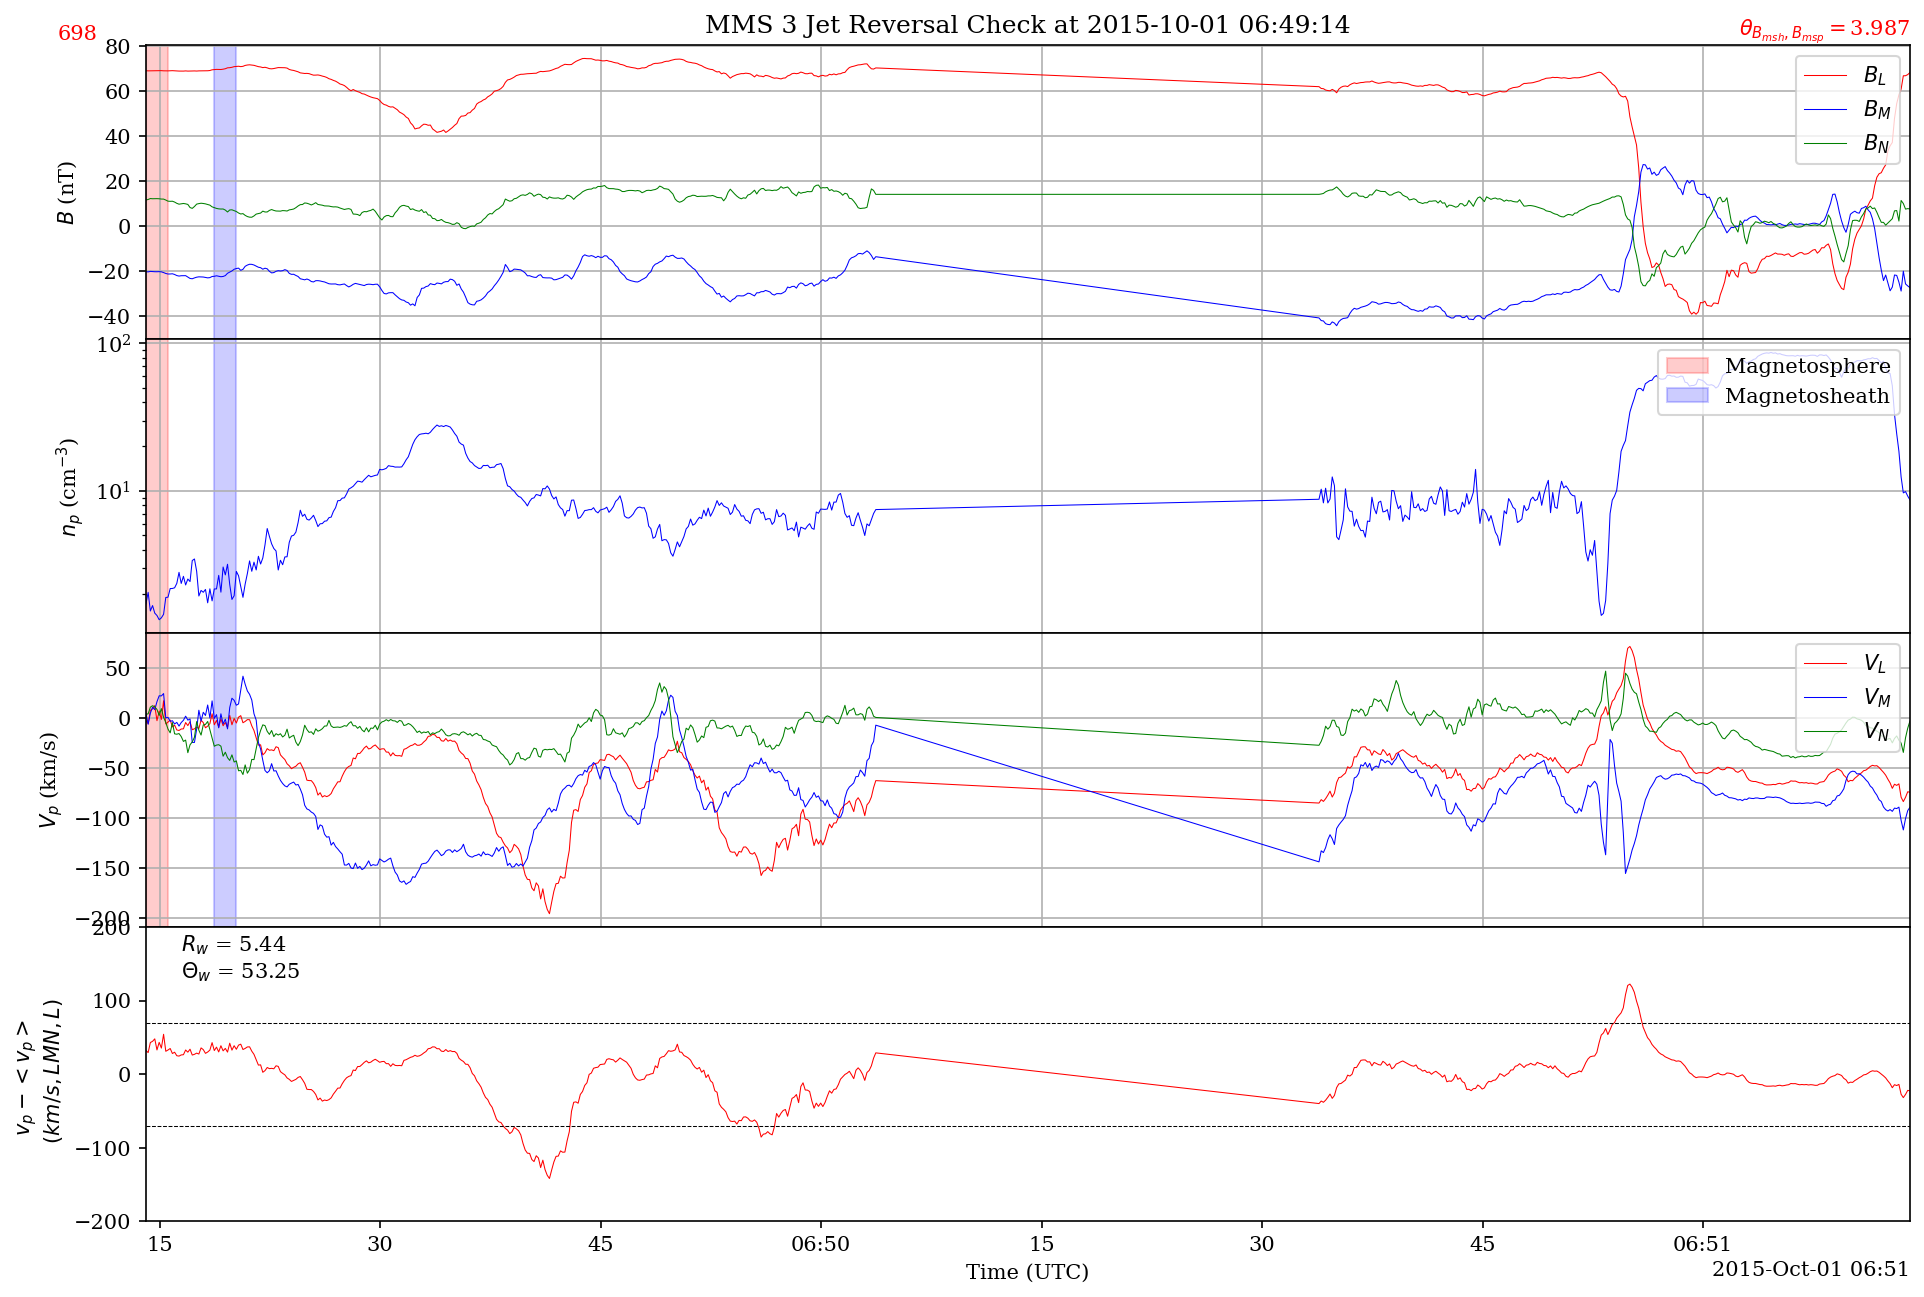 MMS 3 Jet Reversal Check at 2015-10-01 06:49:14
698
θ_{B_{msh}, B_{msp}} = 3.987
80
60
40
20
0
−20
−40
B (nT)
B_L
B_M
B_N
10²
10¹
n_p (cm⁻³)
Magnetosphere
Magnetosheath
50
0
−50
−100
−150
−200
V_p (km/s)
V_L
V_M
V_N
200
100
0
−100
−200
v_p − < v_p >
(km/s, LMN, L)
R_w = 5.44
Θ_w = 53.25
15
30
45
06:50
15
30
45
06:51
Time (UTC)
2015-Oct-01 06:51